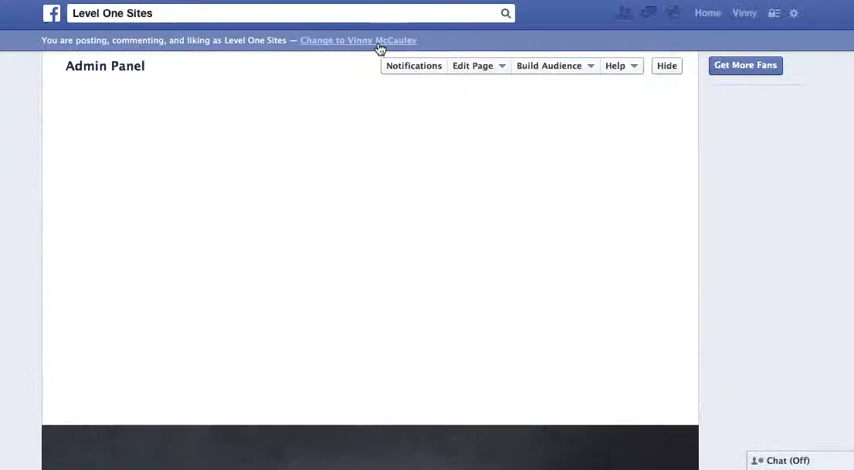 Level One Sites
Home Vinny
You are posting, commenting, and liking as Level One Sites — Change to Vinny McCauley
Admin Panel
Notifications Edit Page Build Audience Help Hide
Get More Fans
Chat (Off)